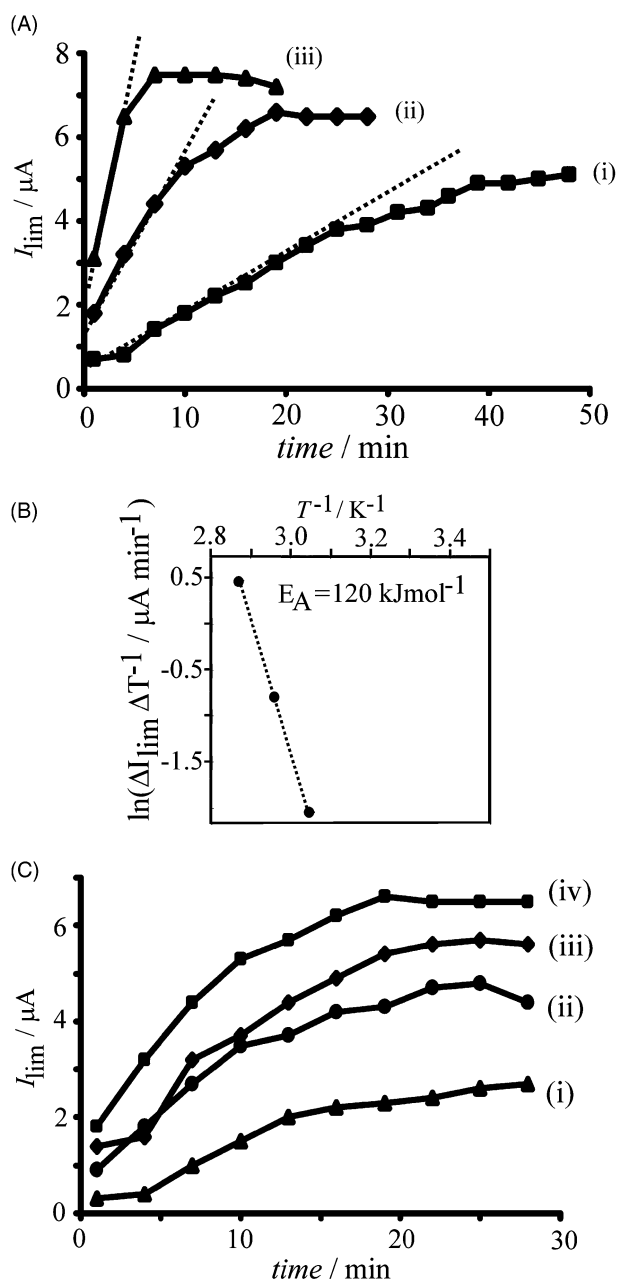 (A)
8
6
4
2
0
I_lim / µA
(iii)
(ii)
(i)
0 10 20 30 40 50
time / min
(B)
T⁻¹/ K⁻¹
2.8 3.0 3.2 3.4
0.5
-0.5
-1.5
ln(ΔI_lim ΔT⁻¹ / µA min⁻¹)
E_A =120 kJmol⁻¹
(C)
6
4
2
0
I_lim / µA
(iv)
(iii)
(ii)
(i)
0 10 20 30
time / min